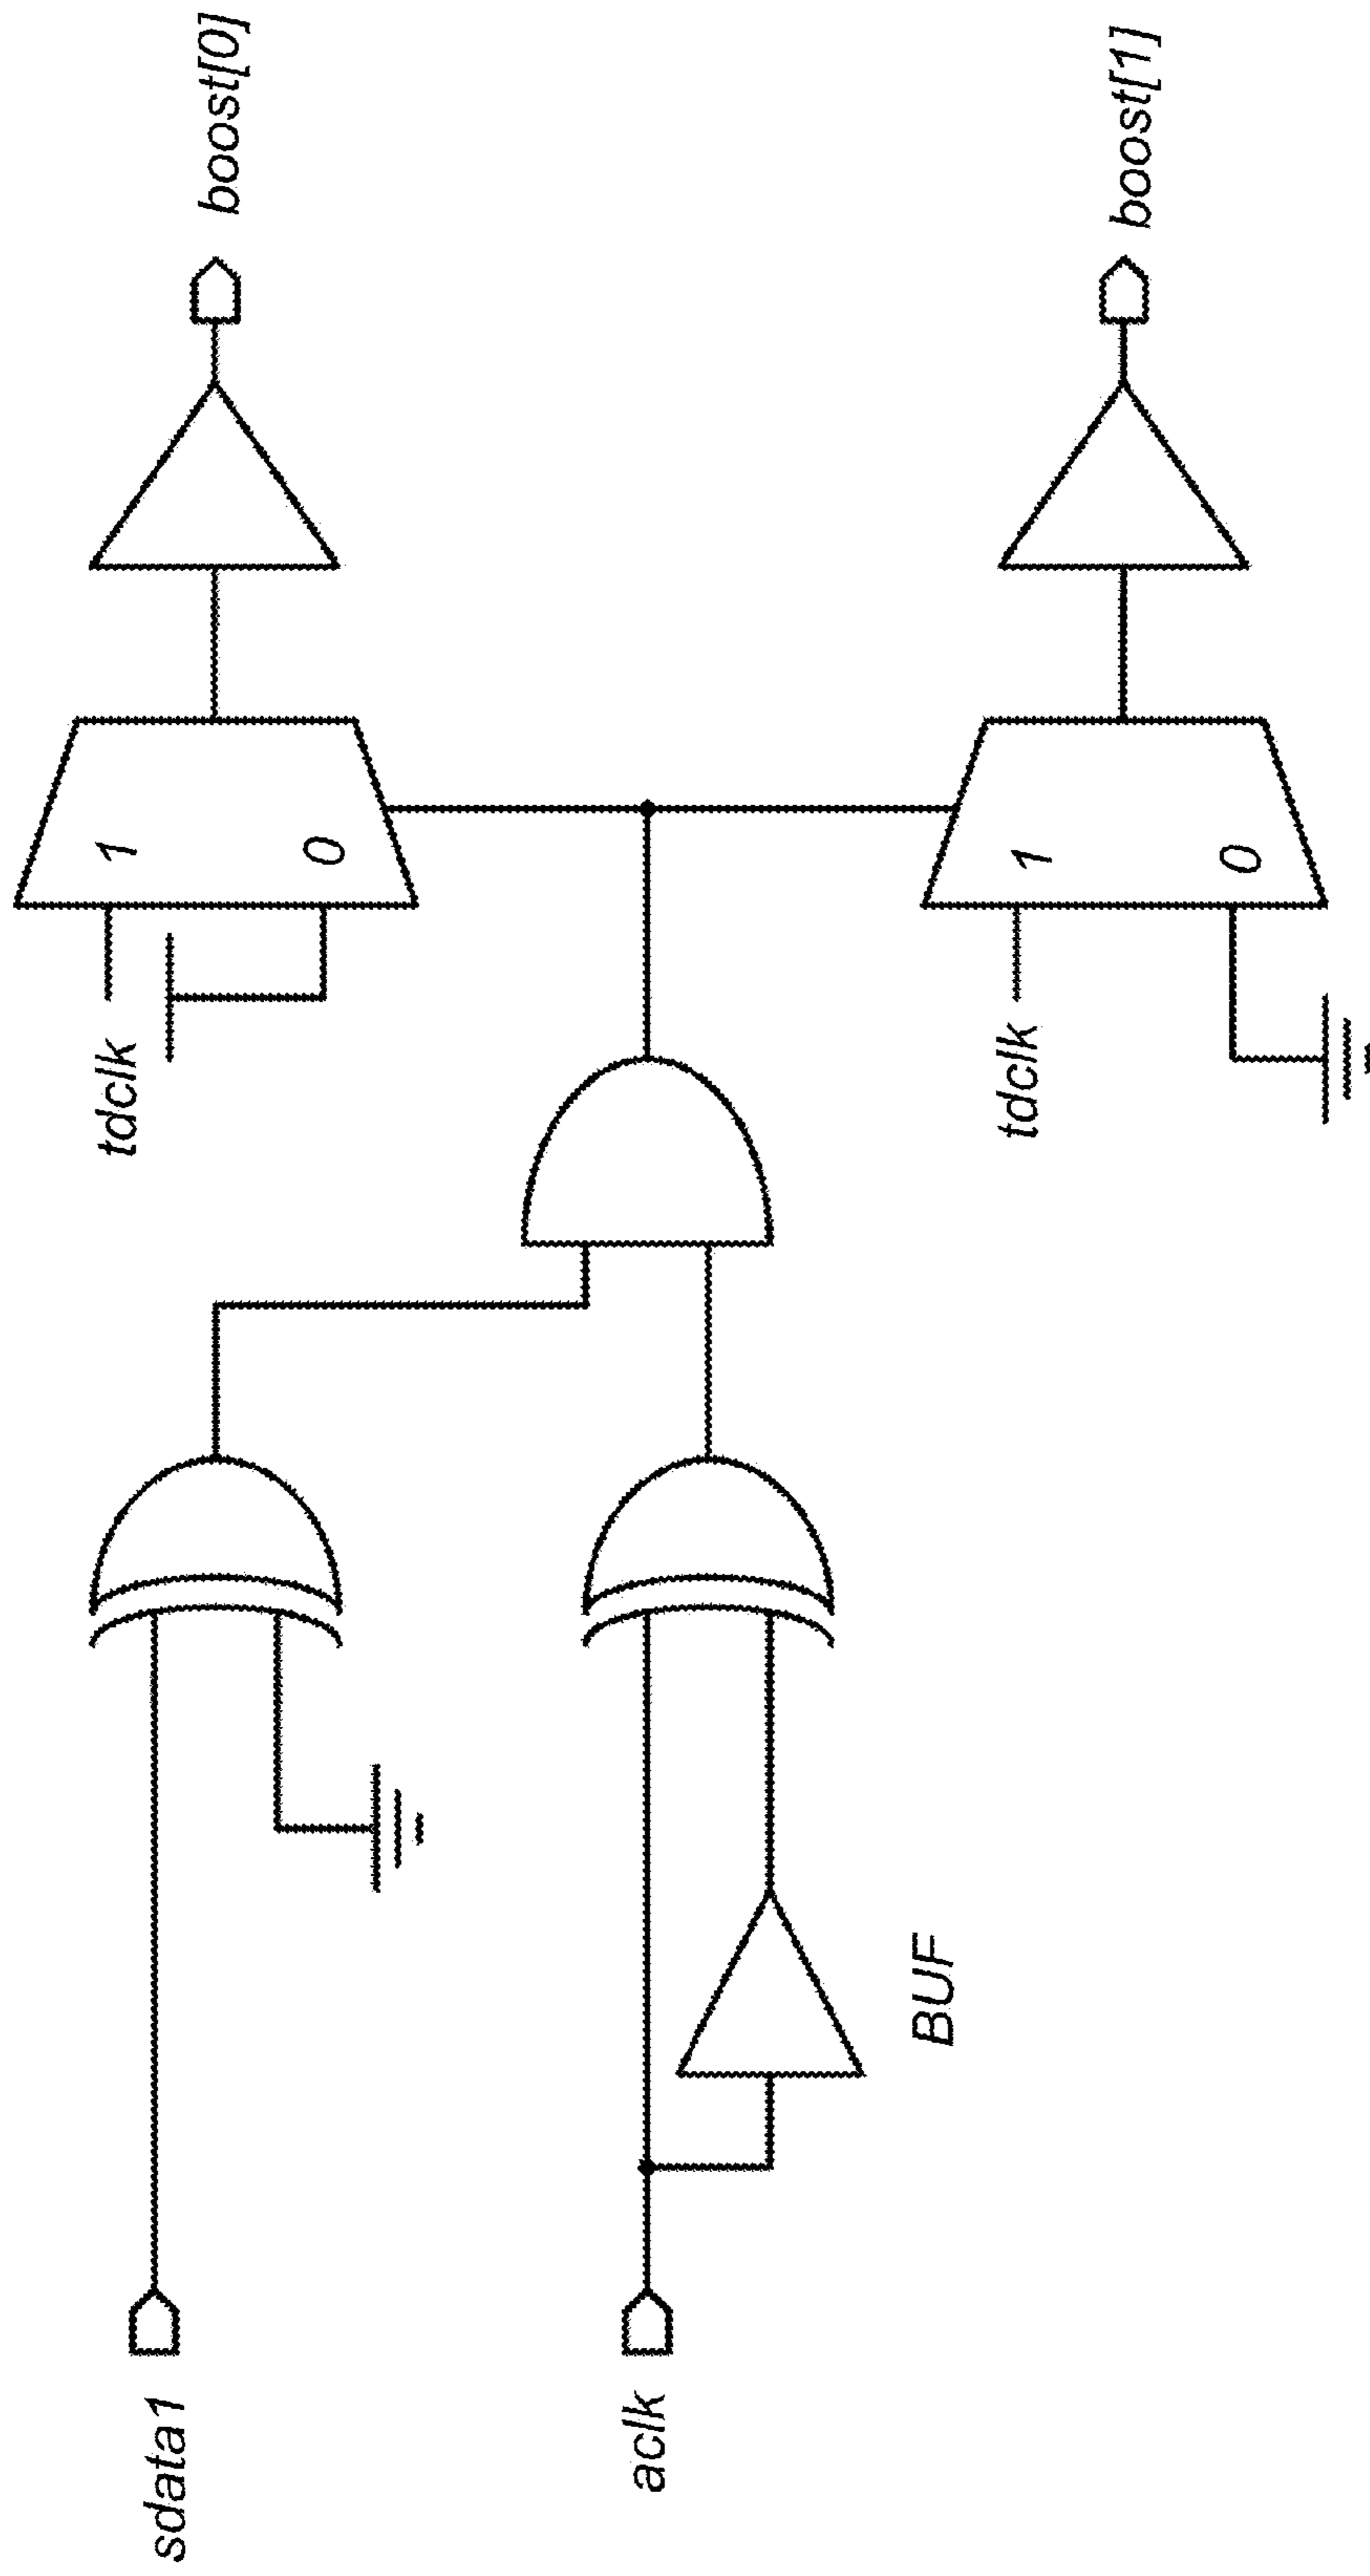 sdata1
aclk
BUF
tdclk
1
0
tdclk
1
0
boost[0]
boost[1]